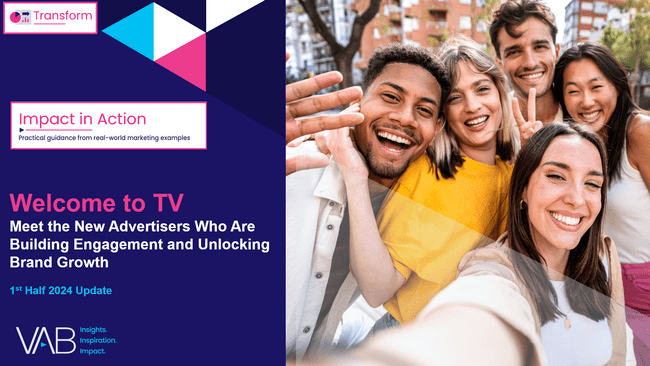 Transform
Impact in Action
Practical guidance from real-world marketing examples
Welcome to TV
Meet the New Advertisers Who Are
Building Engagement and Unlocking
Brand Growth
1st Half 2024 Update
VAB
Insights.
Inspiration.
Impact.